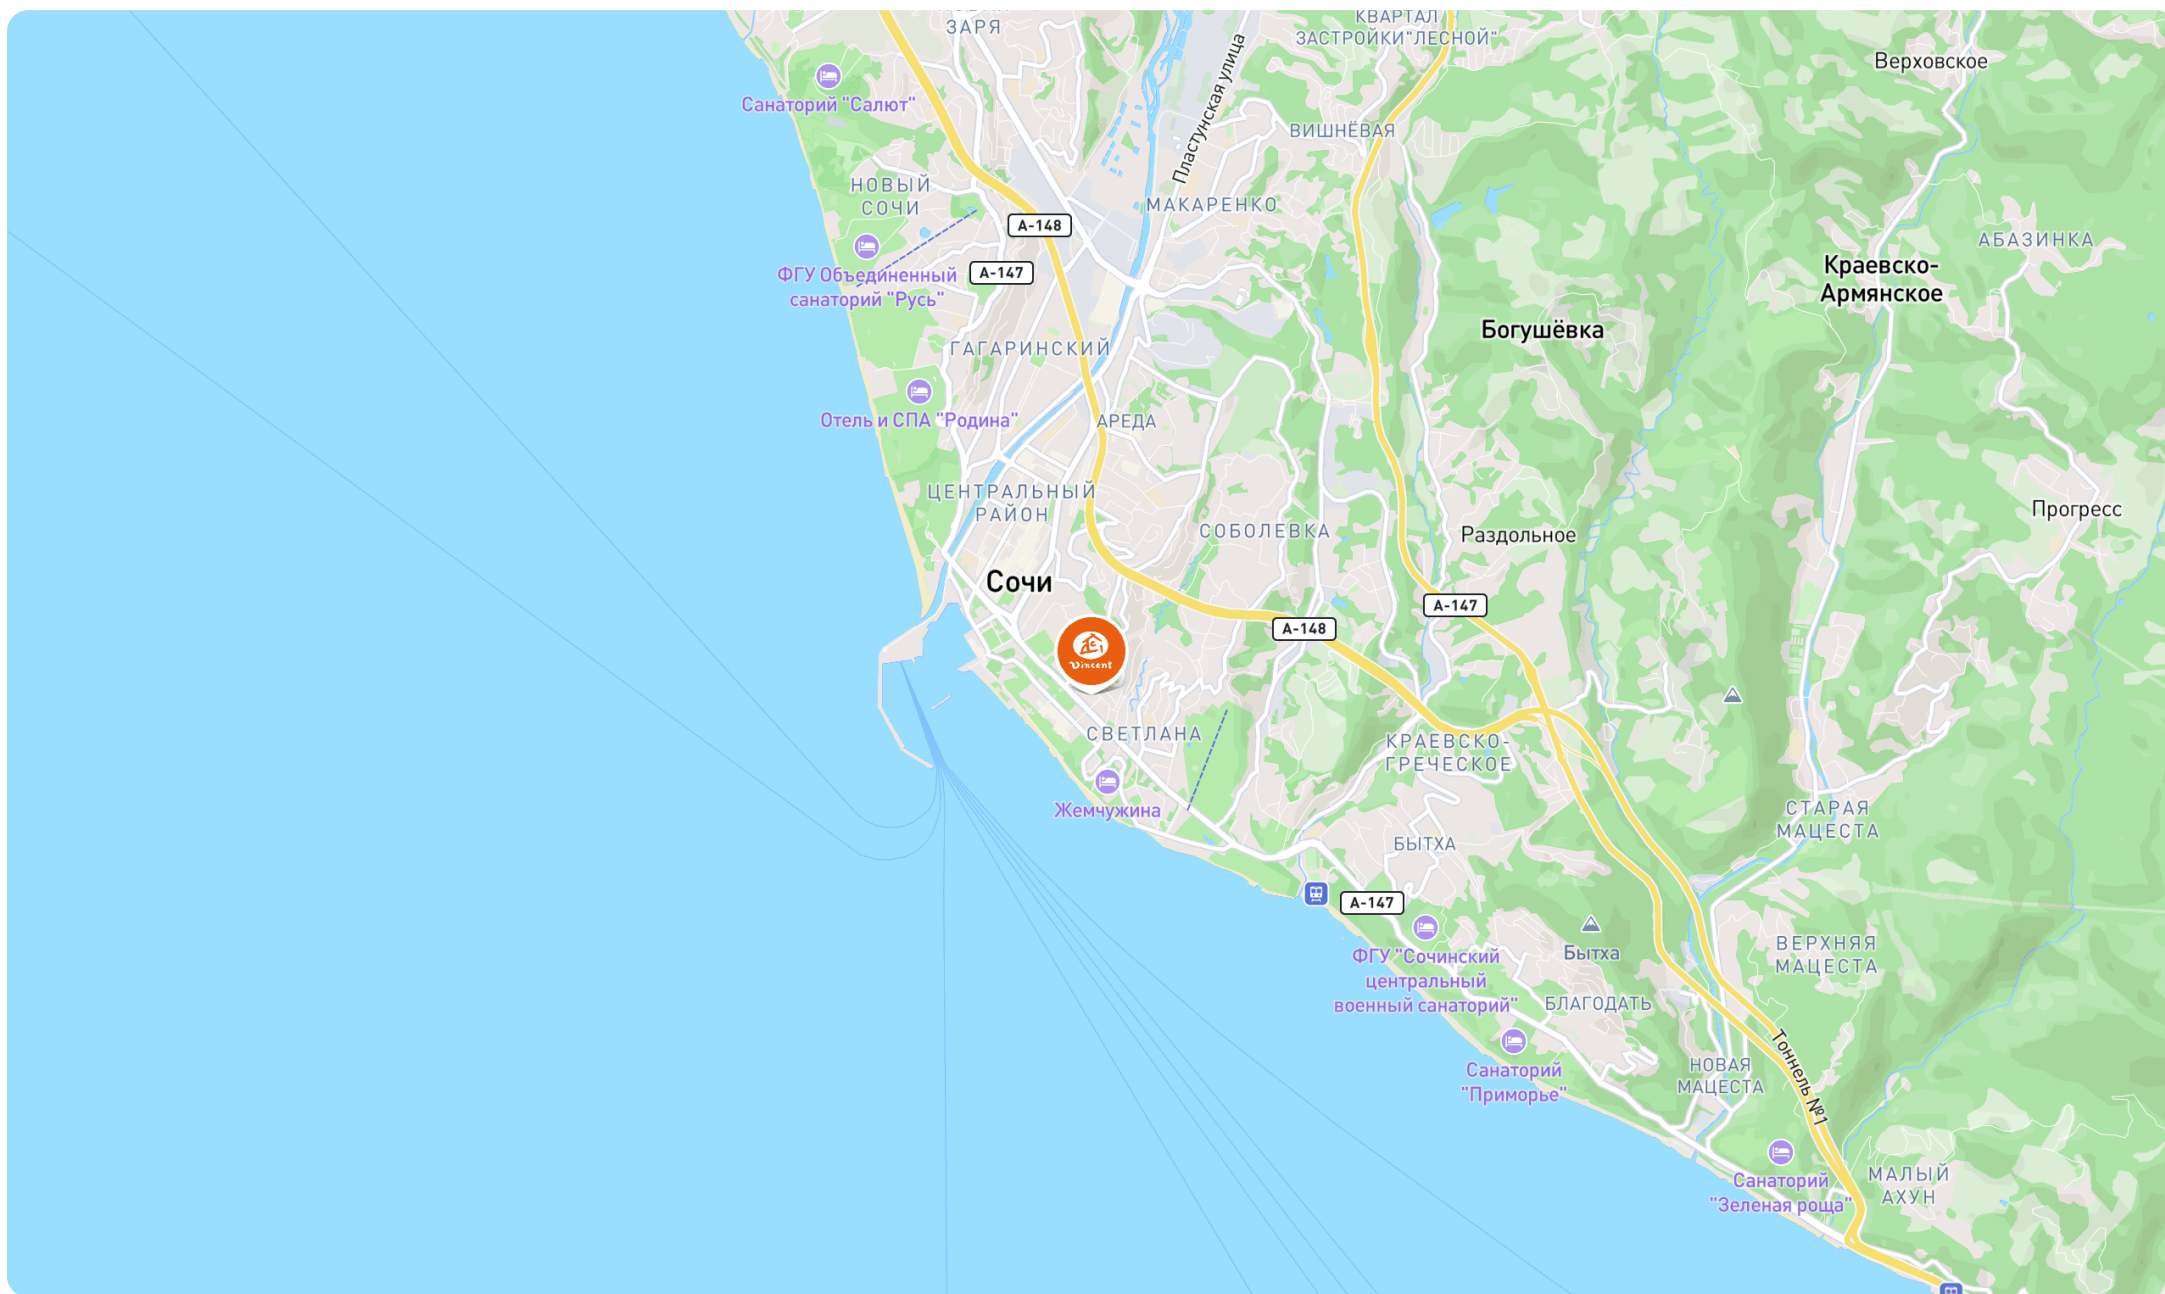 ЗАРЯ
КВАРТАЛ
ЗАСТРОЙКИ"ЛЕСНОЙ"
Верховское
Санаторий "Салют"
Пластунская улица
ВИШНЁВАЯ
НОВЫЙ
СОЧИ
МАКАРЕНКО
А-148
АБАЗИНКА
ФГУ Объединенный
санаторий "Русь"
А-147
Краевско-
Армянское
Богушёвка
ГАГАРИНСКИЙ
Отель и СПА "Родина"
АРЕДА
ЦЕНТРАЛЬНЫЙ
РАЙОН
СОБОЛЕВКА
Раздольное
Прогресс
Сочи
А-147
А-148
Vincent
СВЕТЛАНА
КРАЕВСКО-
ГРЕЧЕСКОЕ
Жемчужина
СТАРАЯ
МАЦЕСТА
БЫТХА
А-147
ФГУ "Сочинский
центральный
военный санаторий"
Бытха
ВЕРХНЯЯ
МАЦЕСТА
БЛАГОДАТЬ
Санаторий
"Приморье"
НОВАЯ
МАЦЕСТА
Тоннель №1
Санаторий
"Зеленая роща"
МАЛЫЙ
АХУН